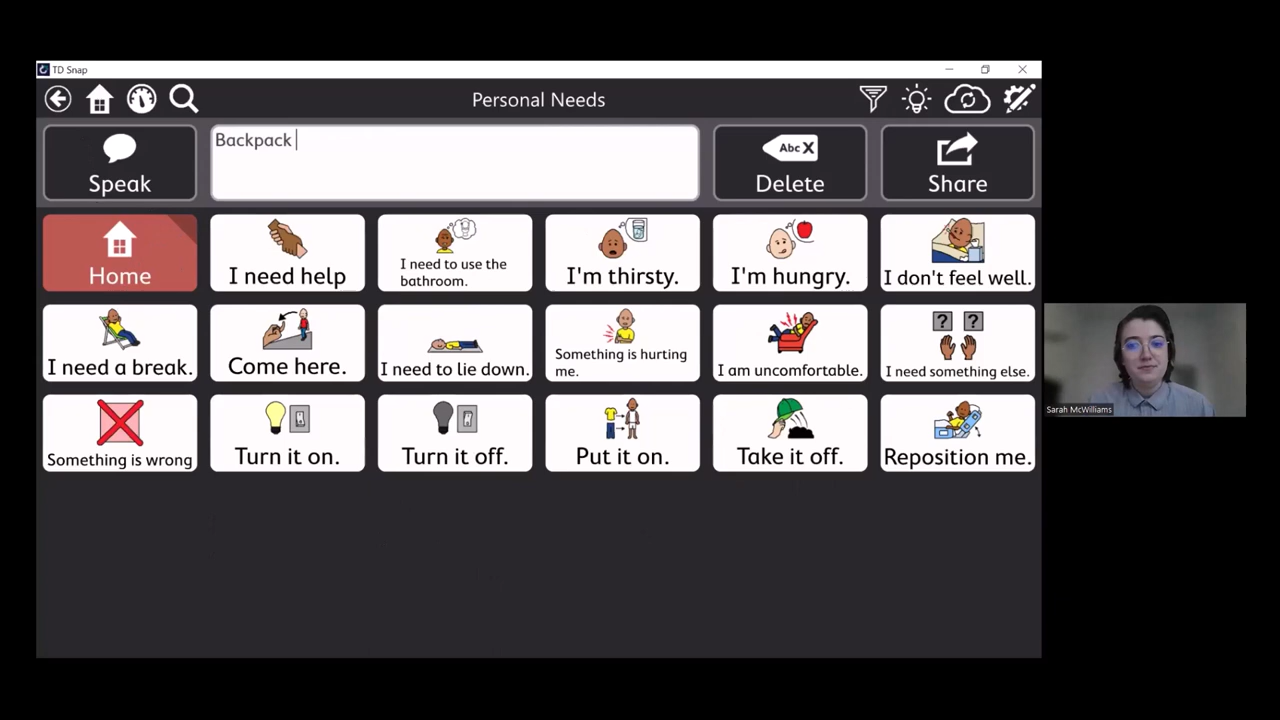 TD Snap
Personal Needs
Speak
Backpack
Abc X
Delete
Share
Home
I need help
I need to use the
bathroom.
I'm thirsty.
I'm hungry.
I don't feel well.
I need a break.
Come here.
I need to lie down.
Something is hurting
me.
I am uncomfortable.
? ?
I need something else.
Something is wrong
Turn it on.
Turn it off.
Put it on.
Take it off.
Reposition me.
Sarah McWilliams